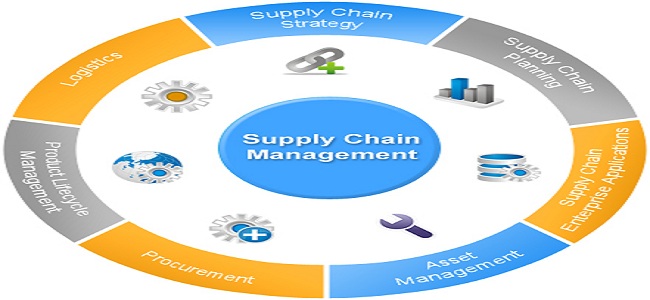 Supply Chain
Strategy
Supply Chain
Planning
Supply Chain
Enterprise Applications
Asset
Management
Procurement
Product Lifecycle
Management
Logistics
Supply Chain
Management